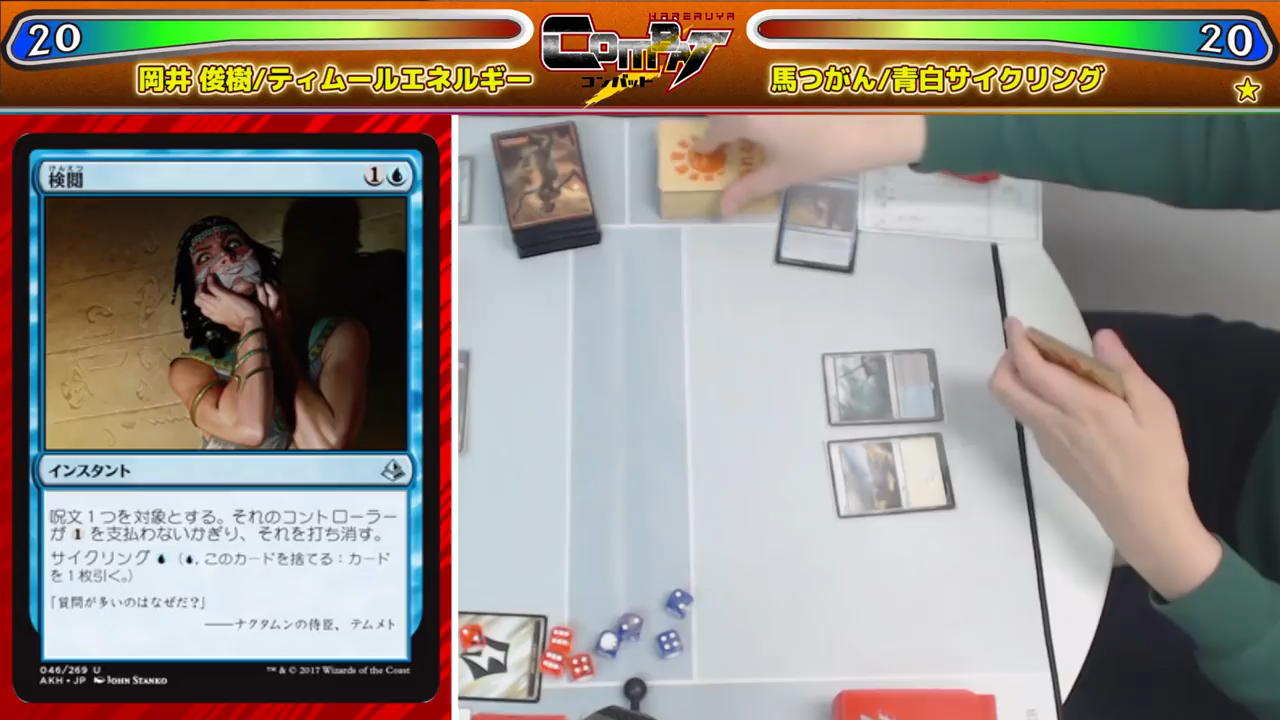 20
HARERUYA
COMPAT
コンバット
20
岡井 俊樹/ティムールエネルギー
馬つがん/青白サイクリング
けんえつ
検閲
1
インスタント
呪文1つを対象とする。それのコントローラー
が 1 を支払わないかぎり、それを打ち消す。
サイクリング (, このカードを捨てる:カード
を1枚引く。)
「質問が多いのはなぜだ?」
――ナクタムンの侍臣、テムメト
046/269 U
AKH • JP JOHN STANKO
™ & © 2017 Wizards of the Coast